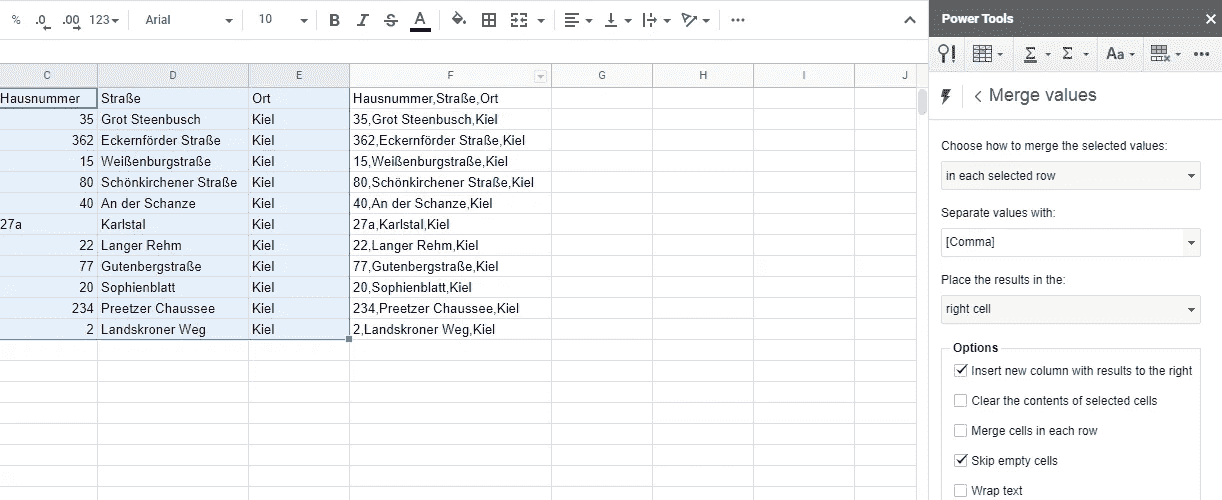 % .0 .00 123 Arial 10 B I S A
Power Tools
Σ Σ Aa
Merge values
C D E F G H I J
Hausnummer Straße Ort Hausnummer,Straße,Ort
35 Grot Steenbusch Kiel 35,Grot Steenbusch,Kiel
362 Eckernförder Straße Kiel 362,Eckernförder Straße,Kiel
15 Weißenburgstraße Kiel 15,Weißenburgstraße,Kiel
80 Schönkirchener Straße Kiel 80,Schönkirchener Straße,Kiel
40 An der Schanze Kiel 40,An der Schanze,Kiel
27a Karlstal Kiel 27a,Karlstal,Kiel
22 Langer Rehm Kiel 22,Langer Rehm,Kiel
77 Gutenbergstraße Kiel 77,Gutenbergstraße,Kiel
20 Sophienblatt Kiel 20,Sophienblatt,Kiel
234 Preetzer Chaussee Kiel 234,Preetzer Chaussee,Kiel
2 Landskroner Weg Kiel 2,Landskroner Weg,Kiel
Choose how to merge the selected values:
in each selected row
Separate values with:
[Comma]
Place the results in the:
right cell
Options
Insert new column with results to the right
Clear the contents of selected cells
Merge cells in each row
Skip empty cells
Wrap text